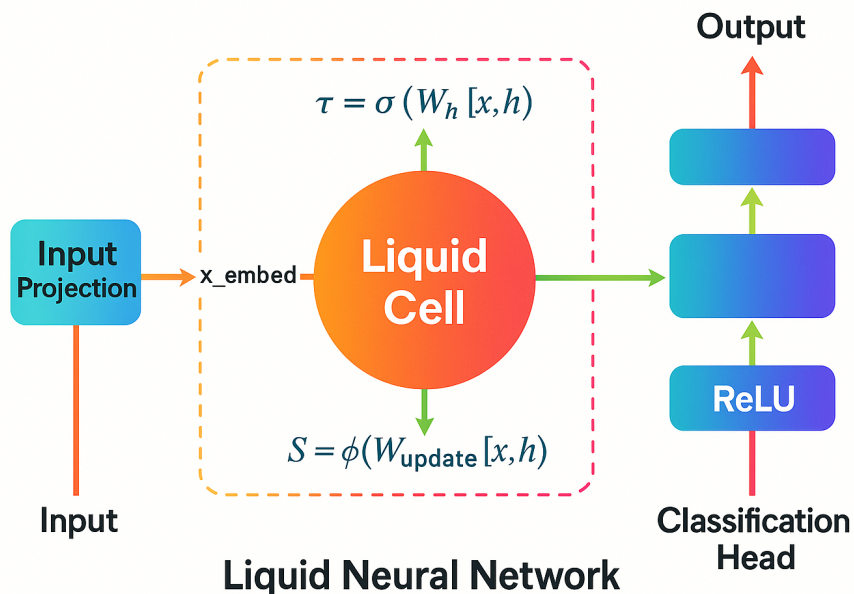 Output
τ = σ (W_h [x,h)
Input
Projection
x_embed
Liquid
Cell
ReLU
S = ϕ(W_update [x,h)
Input
Classification
Head
Liquid Neural Network